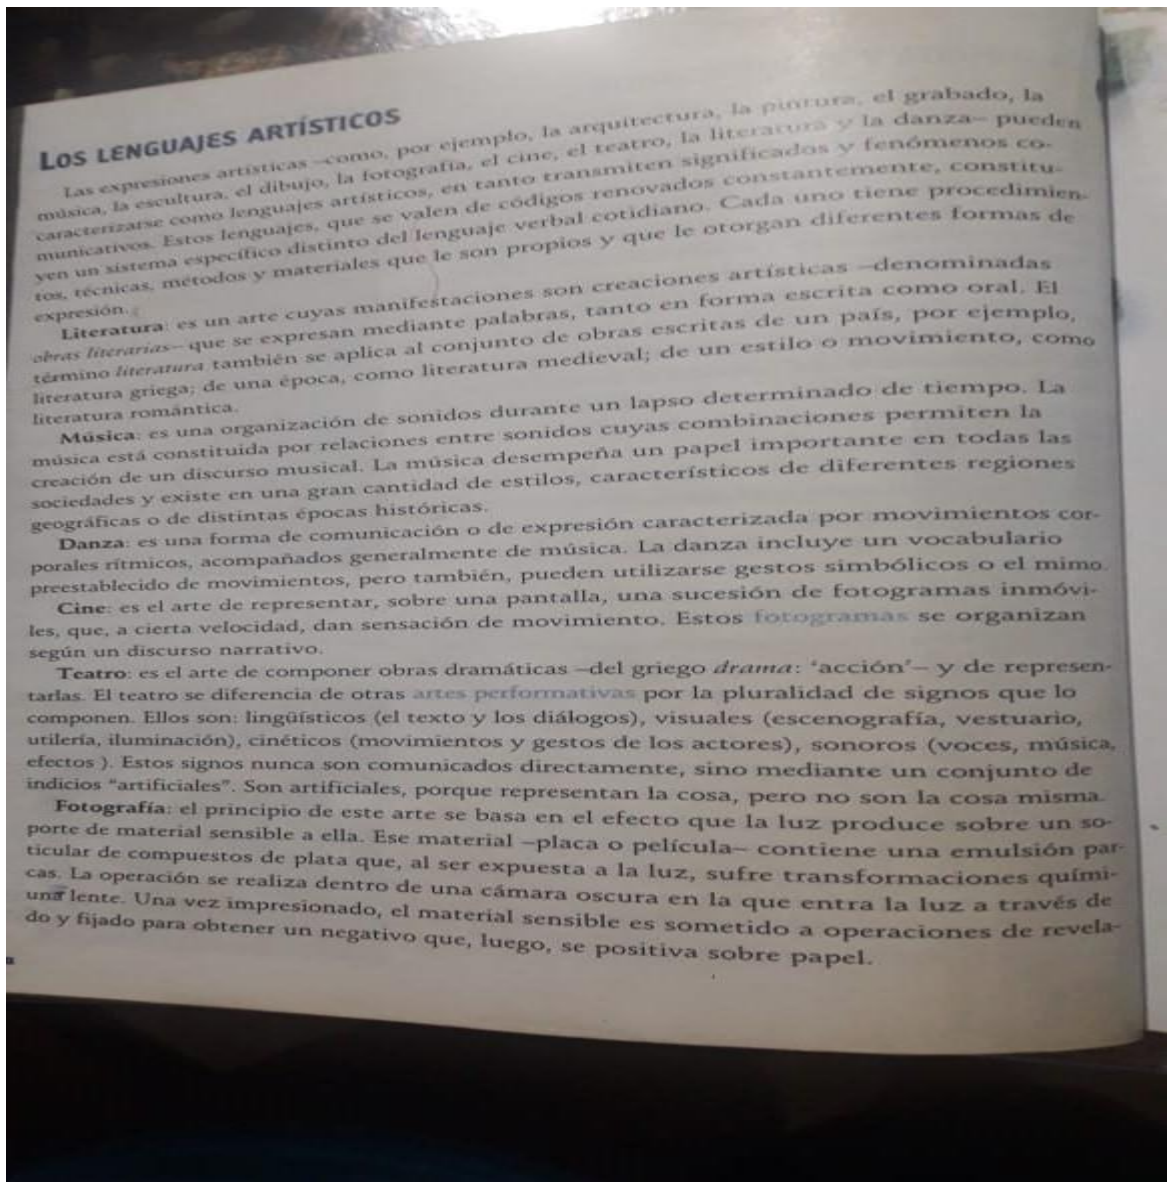 LOS LENGUAJES ARTÍSTICOS
Las expresiones artísticas –como, por ejemplo, la arquitectura, la pintura, el grabado, la
música, la escultura, el dibujo, la fotografía, el cine, el teatro, la literatura y la danza– pueden
caracterizarse como lenguajes artísticos, en tanto transmiten significados y fenómenos co-
municativos. Estos lenguajes, que se valen de códigos renovados constantemente, constitu-
yen un sistema específico distinto del lenguaje verbal cotidiano. Cada uno tiene procedimien-
tos, técnicas, métodos y materiales que le son propios y que le otorgan diferentes formas de
expresión.
Literatura: es un arte cuyas manifestaciones son creaciones artísticas –denominadas
obras literarias– que se expresan mediante palabras, tanto en forma escrita como oral. El
término literatura también se aplica al conjunto de obras escritas de un país, por ejemplo,
literatura griega; de una época, como literatura medieval; de un estilo o movimiento, como
literatura romántica.
Música: es una organización de sonidos durante un lapso determinado de tiempo. La
música está constituida por relaciones entre sonidos cuyas combinaciones permiten la
creación de un discurso musical. La música desempeña un papel importante en todas las
sociedades y existe en una gran cantidad de estilos, característicos de diferentes regiones
geográficas o de distintas épocas históricas.
Danza: es una forma de comunicación o de expresión caracterizada por movimientos cor-
porales rítmicos, acompañados generalmente de música. La danza incluye un vocabulario
preestablecido de movimientos, pero también, pueden utilizarse gestos simbólicos o el mimo.
Cine: es el arte de representar, sobre una pantalla, una sucesión de fotogramas inmóvi-
les, que, a cierta velocidad, dan sensación de movimiento. Estos fotogramas se organizan
según un discurso narrativo.
Teatro: es el arte de componer obras dramáticas –del griego drama: ‘acción’– y de represen-
tarlas. El teatro se diferencia de otras artes performativas por la pluralidad de signos que lo
componen. Ellos son: lingüísticos (el texto y los diálogos), visuales (escenografía, vestuario,
utilería, iluminación), cinéticos (movimientos y gestos de los actores), sonoros (voces, música,
efectos ). Estos signos nunca son comunicados directamente, sino mediante un conjunto de
indicios “artificiales”. Son artificiales, porque representan la cosa, pero no son la cosa misma.
Fotografía: el principio de este arte se basa en el efecto que la luz produce sobre un so-
porte de material sensible a ella. Ese material –placa o película– contiene una emulsión par-
ticular de compuestos de plata que, al ser expuesta a la luz, sufre transformaciones quími-
cas. La operación se realiza dentro de una cámara oscura en la que entra la luz a través de
una lente. Una vez impresionado, el material sensible es sometido a operaciones de revela-
do y fijado para obtener un negativo que, luego, se positiva sobre papel.